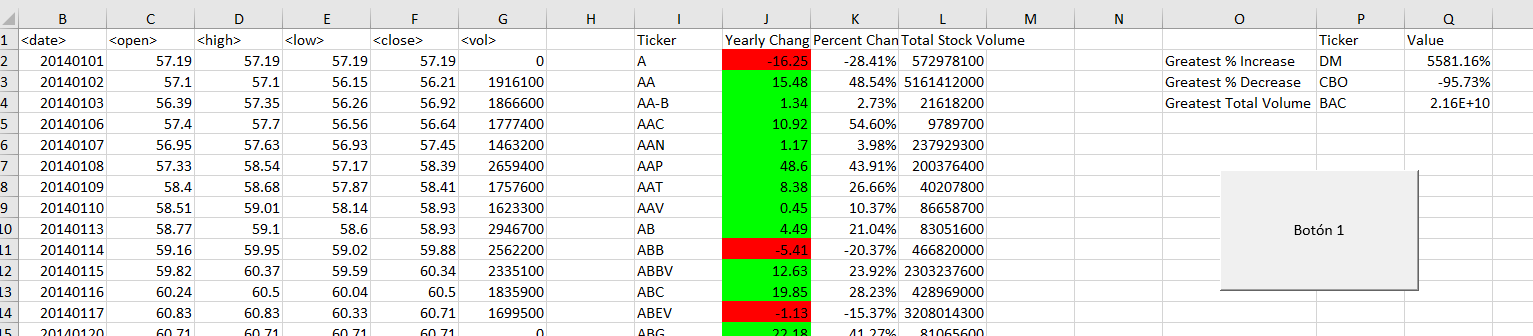 B C D E F G H I J K L M N O P Q
1 <date> <open> <high> <low> <close> <vol> Ticker Yearly Chang Percent Chan Total Stock Volume Ticker Value
2 20140101 57.19 57.19 57.19 57.19 0 A -16.25 -28.41% 572978100 Greatest % Increase DM 5581.16%
3 20140102 57.1 57.1 56.15 56.21 1916100 AA 15.48 48.54% 5161412000 Greatest % Decrease CBO -95.73%
4 20140103 56.39 57.35 56.26 56.92 1866600 AA-B 1.34 2.73% 21618200 Greatest Total Volume BAC 2.16E+10
5 20140106 57.4 57.7 56.56 56.64 1777400 AAC 10.92 54.60% 9789700
6 20140107 56.95 57.63 56.93 57.45 1463200 AAN 1.17 3.98% 237929300
7 20140108 57.33 58.54 57.17 58.39 2659400 AAP 48.6 43.91% 200376400
8 20140109 58.4 58.68 57.87 58.41 1757600 AAT 8.38 26.66% 40207800
9 20140110 58.51 59.01 58.14 58.93 1623300 AAV 0.45 10.37% 86658700
10 20140113 58.77 59.1 58.6 58.93 2946700 AB 4.49 21.04% 83051600
Botón 1
11 20140114 59.16 59.95 59.02 59.88 2562200 ABB -5.41 -20.37% 466820000
12 20140115 59.82 60.37 59.59 60.34 2335100 ABBV 12.63 23.92% 2303237600
13 20140116 60.24 60.5 60.04 60.5 1835900 ABC 19.85 28.23% 428969000
14 20140117 60.83 60.83 60.33 60.71 1699500 ABEV -1.13 -15.37% 3208014300
15 20140120 60.71 60.71 60.71 60.71 0 ABG 22.18 41.27% 81065600